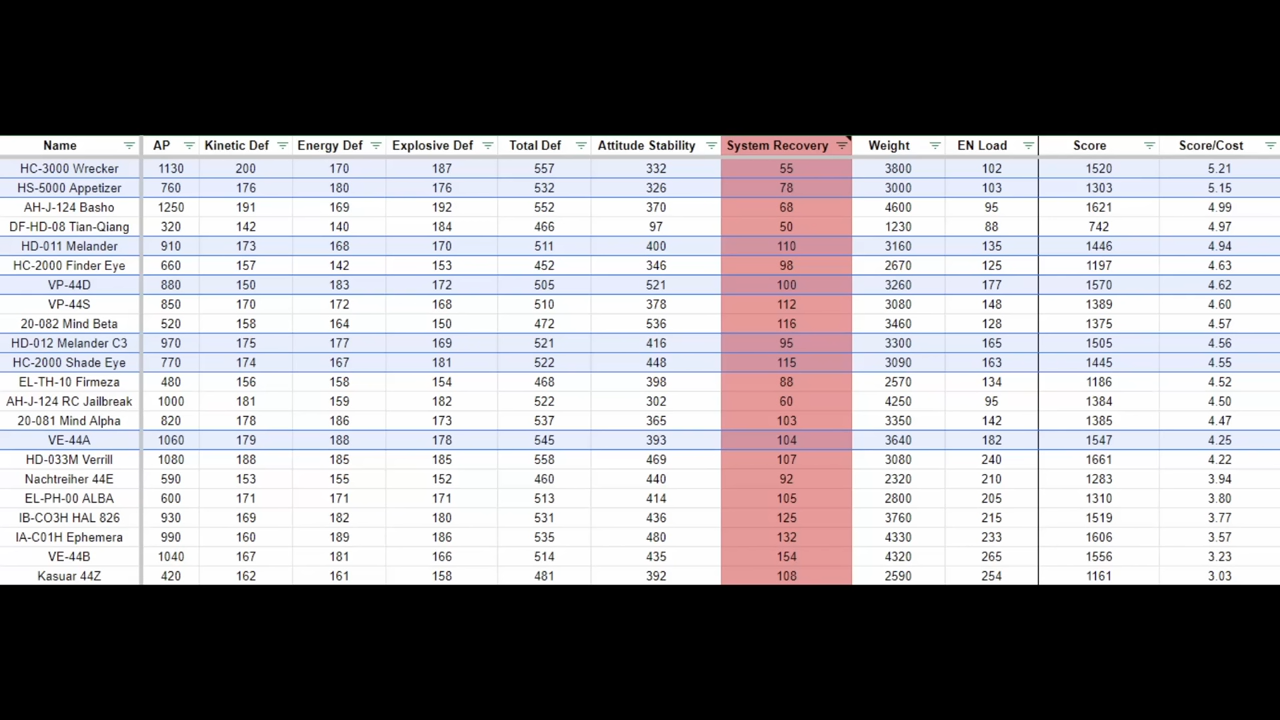 Name AP Kinetic Def Energy Def Explosive Def Total Def Attitude Stability System Recovery Weight EN Load Score Score/Cost
HC-3000 Wrecker 1130 200 170 187 557 332 55 3800 102 1520 5.21
HS-5000 Appetizer 760 176 180 176 532 326 78 3000 103 1303 5.15
AH-J-124 Basho 1250 191 169 192 552 370 68 4600 95 1621 4.99
DF-HD-08 Tian-Qiang 320 142 140 184 466 97 50 1230 88 742 4.97
HD-011 Melander 910 173 168 170 511 400 110 3160 135 1446 4.94
HC-2000 Finder Eye 660 157 142 153 452 346 98 2670 125 1197 4.63
VP-44D 880 150 183 172 505 521 100 3260 177 1570 4.62
VP-44S 850 170 172 168 510 378 112 3080 148 1389 4.60
20-082 Mind Beta 520 158 164 150 472 536 116 3460 128 1375 4.57
HD-012 Melander C3 970 175 177 169 521 416 95 3300 165 1505 4.56
HC-2000 Shade Eye 770 174 167 181 522 448 115 3090 163 1445 4.55
EL-TH-10 Firmeza 480 156 158 154 468 398 88 2570 134 1186 4.52
AH-J-124 RC Jailbreak 1000 181 159 182 522 302 60 4250 95 1384 4.50
20-081 Mind Alpha 820 178 186 173 537 365 103 3350 142 1385 4.47
VE-44A 1060 179 188 178 545 393 104 3640 182 1547 4.25
HD-033M Verrill 1080 188 185 185 558 469 107 3080 240 1661 4.22
Nachtreiher 44E 590 153 155 152 460 440 92 2320 210 1283 3.94
EL-PH-00 ALBA 600 171 171 171 513 414 105 2800 205 1310 3.80
IB-CO3H HAL 826 930 169 182 180 531 436 125 3760 215 1519 3.77
IA-C01H Ephemera 990 160 189 186 535 480 132 4330 233 1606 3.57
VE-44B 1040 167 181 166 514 435 154 4320 265 1556 3.23
Kasuar 44Z 420 162 161 158 481 392 108 2590 254 1161 3.03